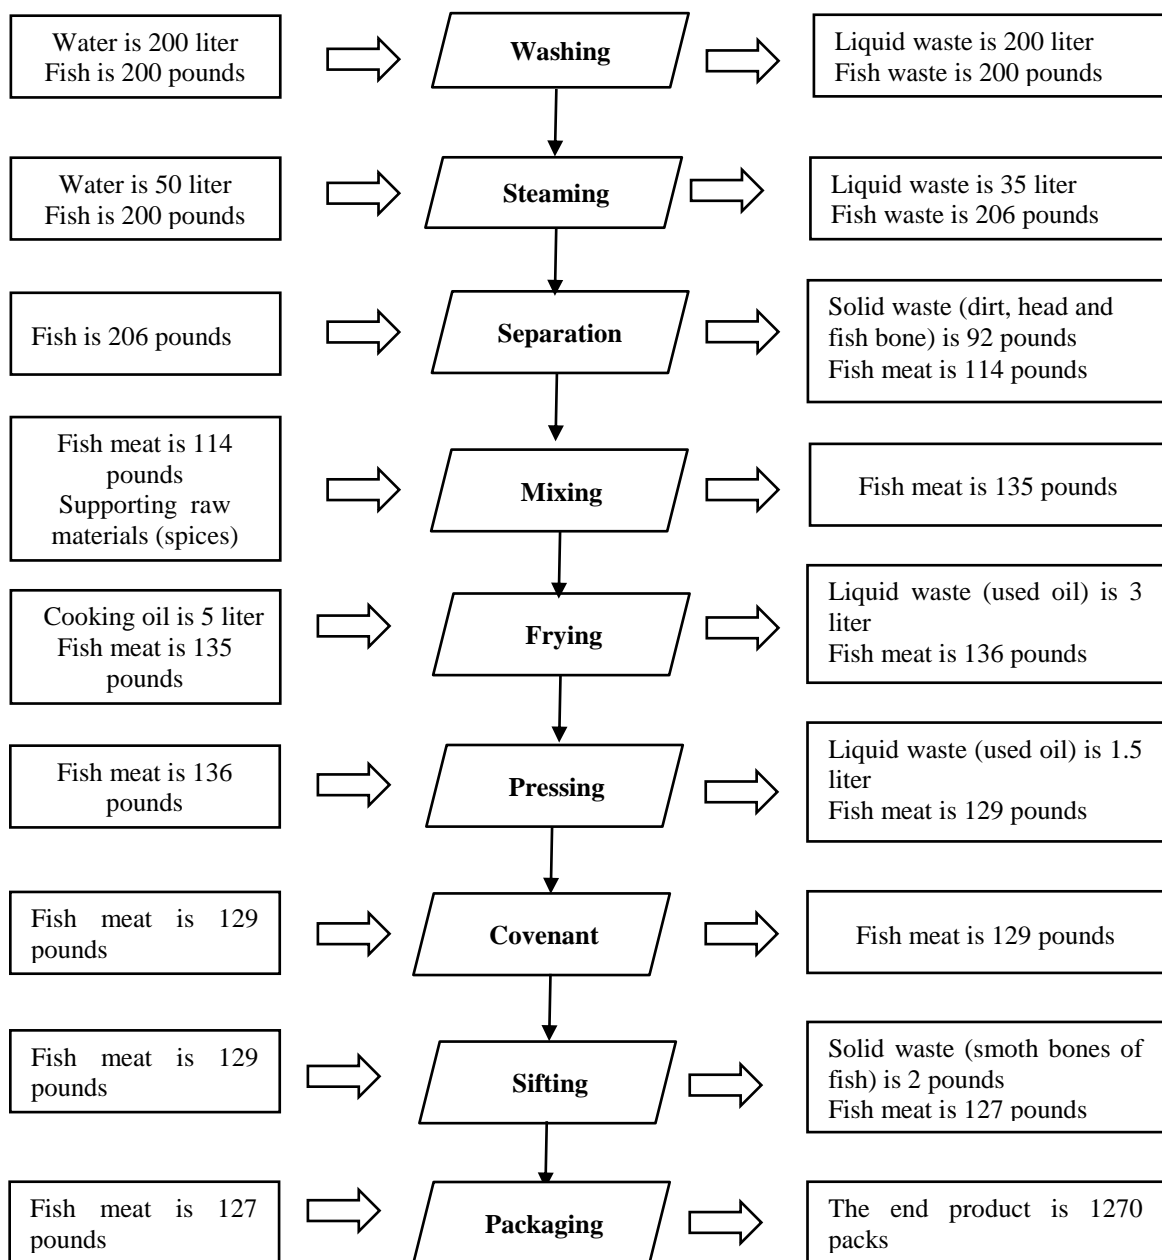 Water is 200 liter
Fish is 200 pounds
Washing
Liquid waste is 200 liter
Fish waste is 200 pounds
Water is 50 liter
Fish is 200 pounds
Steaming
Liquid waste is 35 liter
Fish waste is 206 pounds
Fish is 206 pounds
Separation
Solid waste (dirt, head and
fish bone) is 92 pounds
Fish meat is 114 pounds
Fish meat is 114
pounds
Supporting raw
materials (spices)
Mixing
Fish meat is 135 pounds
Cooking oil is 5 liter
Fish meat is 135
pounds
Frying
Liquid waste (used oil) is 3
liter
Fish meat is 136 pounds
Fish meat is 136
pounds
Pressing
Liquid waste (used oil) is 1.5
liter
Fish meat is 129 pounds
Fish meat is 129
pounds
Covenant
Fish meat is 129 pounds
Fish meat is 129
pounds
Sifting
Solid waste (smoth bones of
fish) is 2 pounds
Fish meat is 127 pounds
Fish meat is 127
pounds
Packaging
The end product is 1270
packs